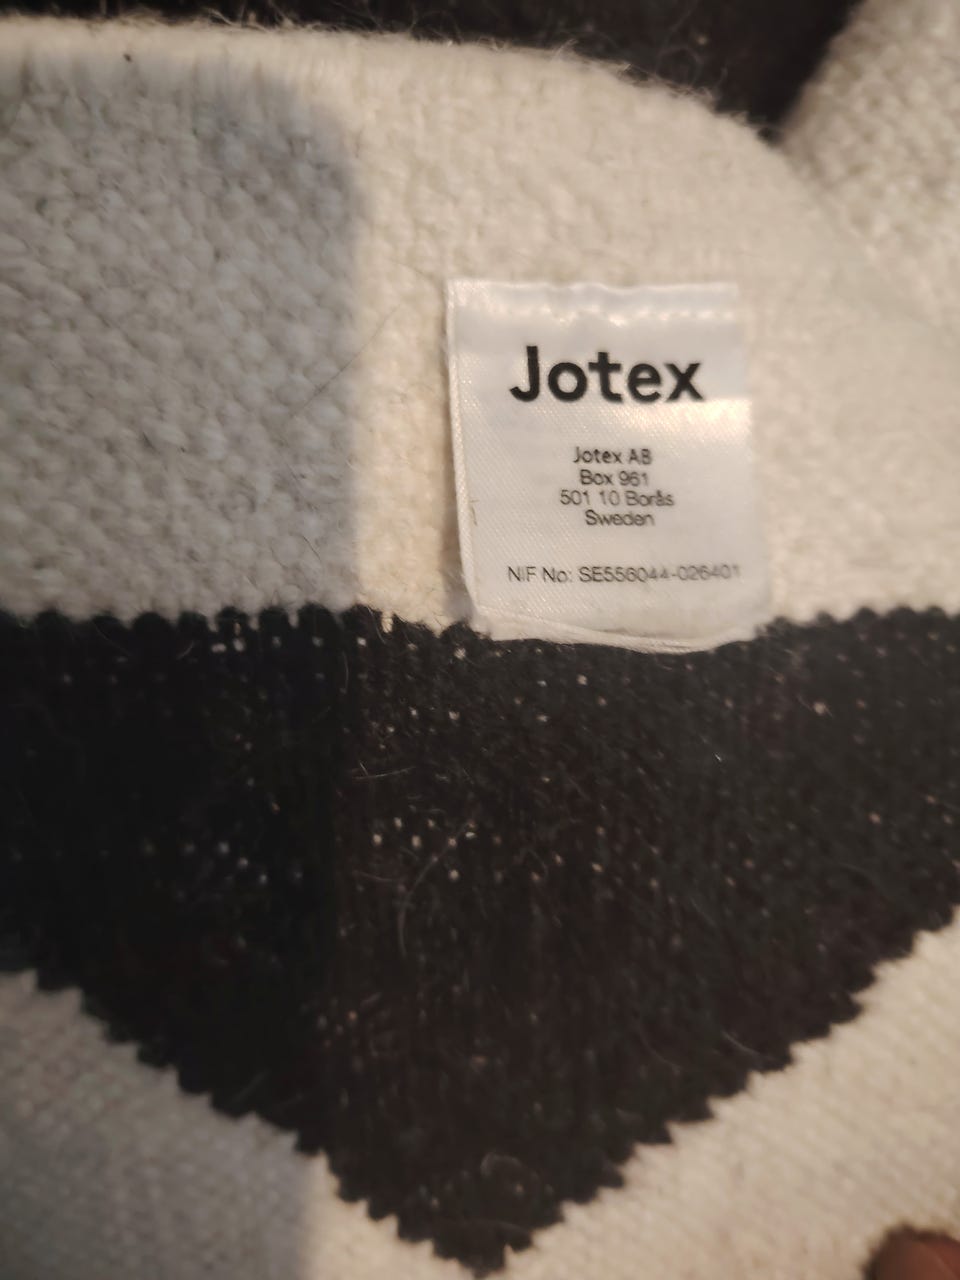 Jotex
Jotex AB
Box 961
501 10 Borås
Sweden
NIF No: SE556044-026401